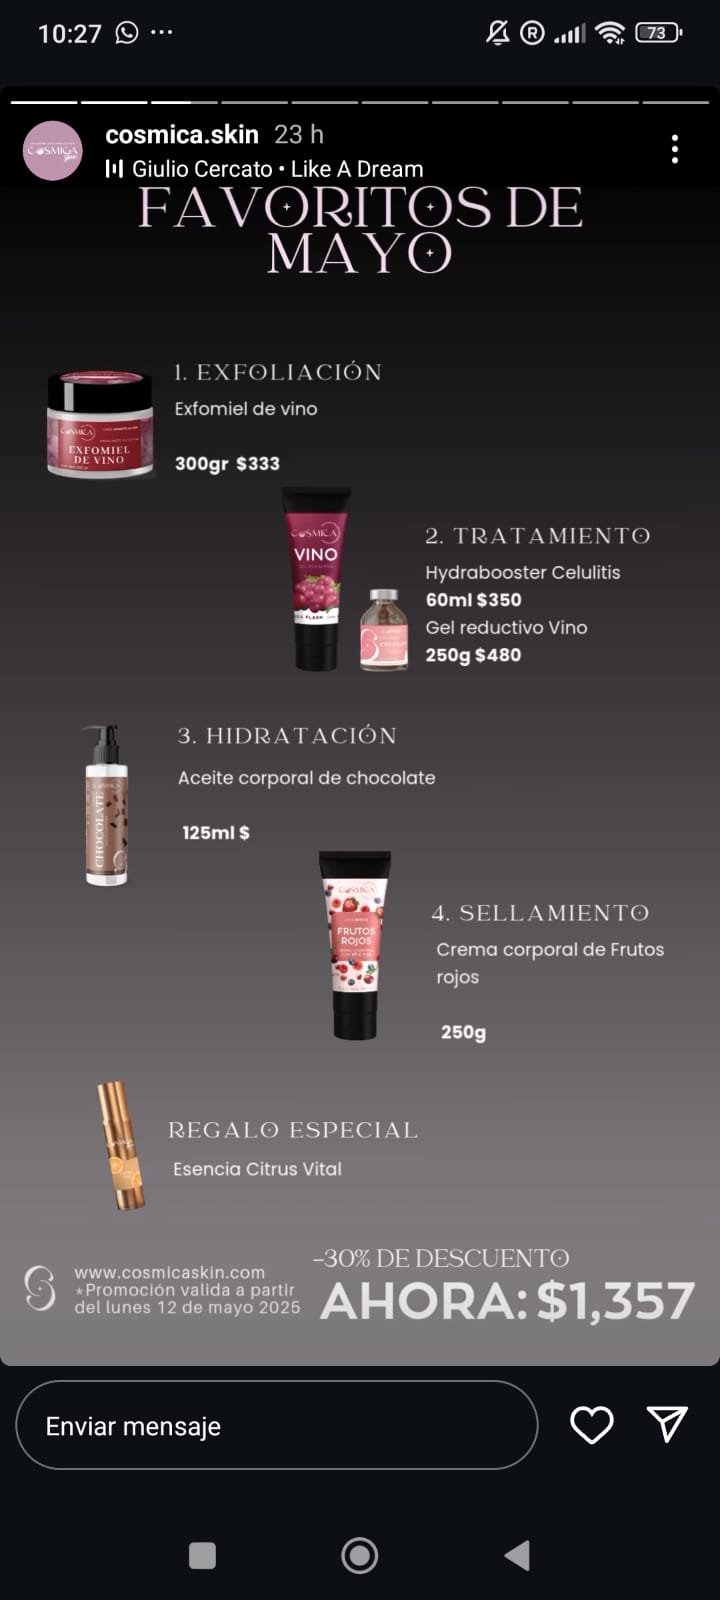 10:27
73
cosmica.skin 23 h
Giulio Cercato • Like A Dream
FAVORITOS DE
MAYO
1. EXFOLIACIÓN
Exfomiel de vino
300gr $333
COSMICA
EXFOMIEL
DE VINO
2. TRATAMIENTO
Hydrabooster Celulitis
60ml $350
Gel reductivo Vino
250g $480
COSMICA
VINO
3. HIDRATACIÓN
Aceite corporal de chocolate
125ml $
CHOCOLATE
4. SELLAMIENTO
Crema corporal de Frutos
rojos
250g
COSMICA
FRUTOS
ROJOS
REGALO ESPECIAL
Esencia Citrus Vital
-30% DE DESCUENTO
AHORA: $1,357
www.cosmicaskin.com
*Promoción valida a partir
del lunes 12 de mayo 2025
Enviar mensaje